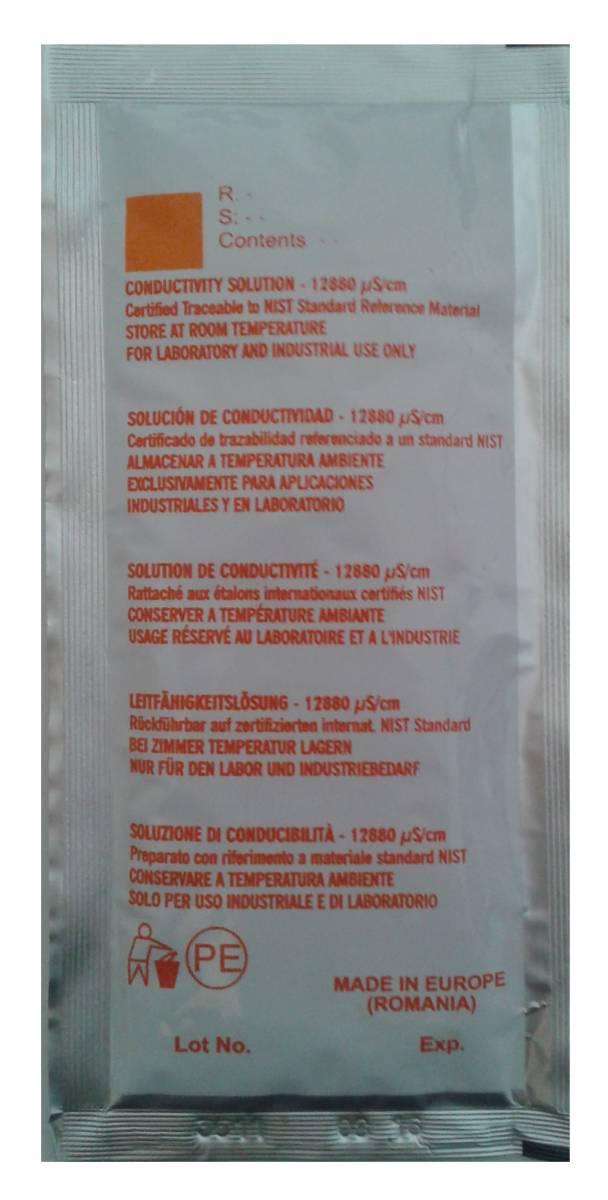 R. -
S: - -
Contents - -
CONDUCTIVITY SOLUTION - 12880 µS/cm
Certified Traceable to NIST Standard Reference Material
STORE AT ROOM TEMPERATURE
FOR LABORATORY AND INDUSTRIAL USE ONLY
SOLUCIÓN DE CONDUCTIVIDAD - 12880 µS/cm
Certificado de trazabilidad referenciado a un standard NIST
ALMACENAR A TEMPERATURA AMBIENTE
EXCLUSIVAMENTE PARA APLICACIONES
INDUSTRIALES Y EN LABORATORIO
SOLUTION DE CONDUCTIVITÉ - 12880 µS/cm
Rattaché aux étalons internationaux certifiés NIST
CONSERVER A TEMPÉRATURE AMBIANTE
USAGE RÉSERVÉ AU LABORATOIRE ET A L'INDUSTRIE
LEITFÄHIGKEITSLÖSUNG - 12880 µS/cm
Rückführbar auf zertifizierten internat. NIST Standard
BEI ZIMMER TEMPERATUR LAGERN
NUR FÜR DEN LABOR UND INDUSTRIEBEDARF
SOLUZIONE DI CONDUCIBILITÀ - 12880 µS/cm
Preparato con riferimento a materiale standard NIST
CONSERVARE A TEMPERATURA AMBIENTE
SOLO PER USO INDUSTRIALE E DI LABORATORIO
PE
MADE IN EUROPE
(ROMANIA)
Lot No. Exp.